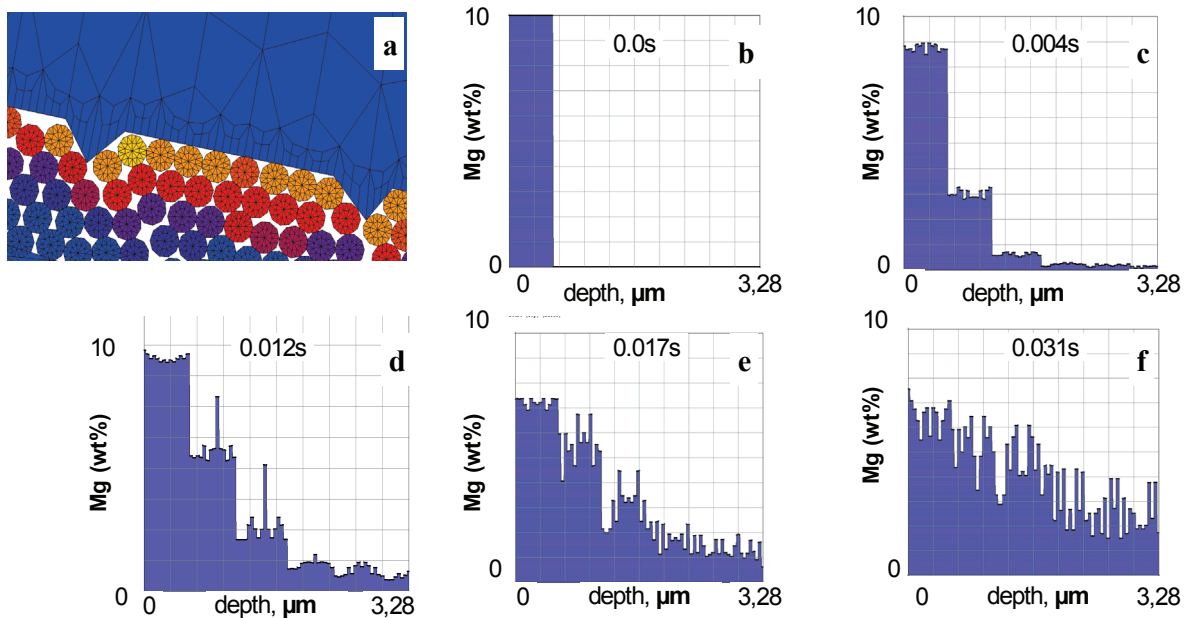 a
10
0.0s
b
Mg (wt%)
0
0
3,28
depth, µm
10
0.004s
c
Mg (wt%)
0
0
3,28
depth, µm
10
0.012s
d
Mg (wt%)
0
0
depth, µm
3,28
10
0.017s
e
Mg (wt%)
0
0
depth, µm
3,28
10
0.031s
f
Mg (wt%)
0
0
depth, µm
3,28